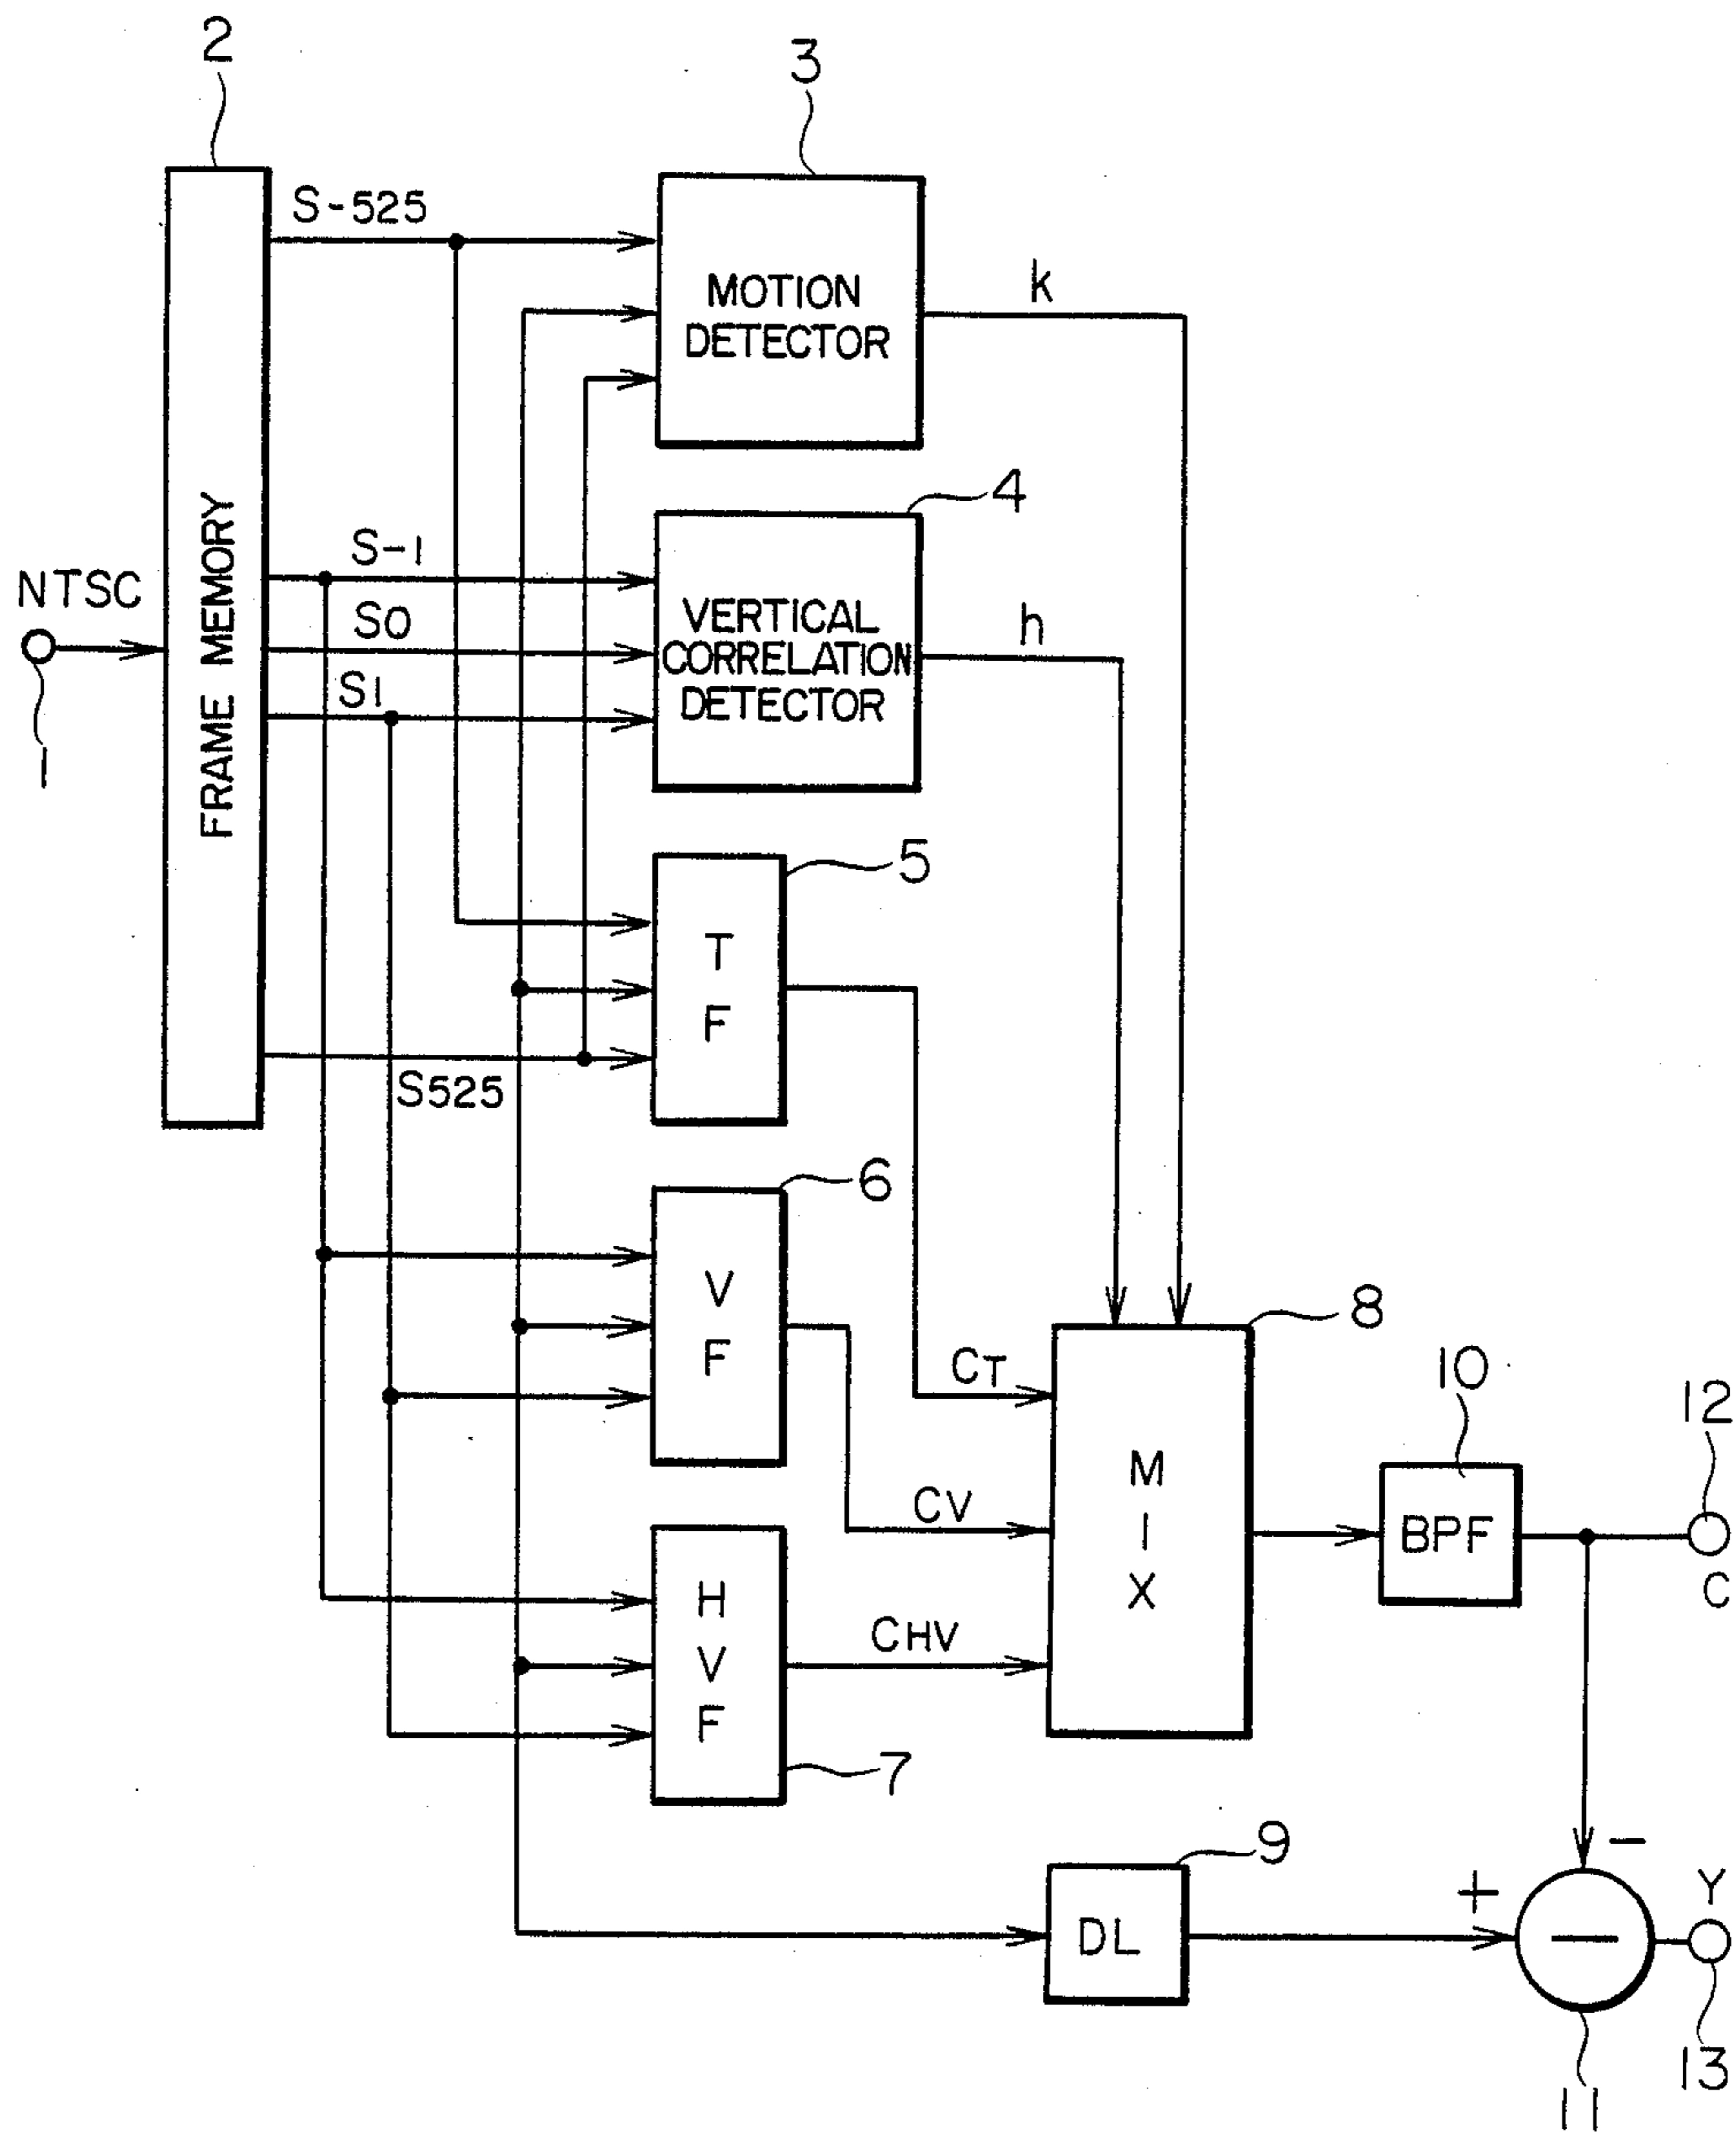 2
3
S-525
MOTION
DETECTOR
k
4
S-1
NTSC
S0
S1
VERTICAL
CORRELATION
DETECTOR
h
1
FRAME MEMORY
5
T
F
S525
6
V
F
8
CT
10
12
M
I
X
CV
BPF
C
H
V
F
CHV
7
9
DL
+
−
—
Y
13
11